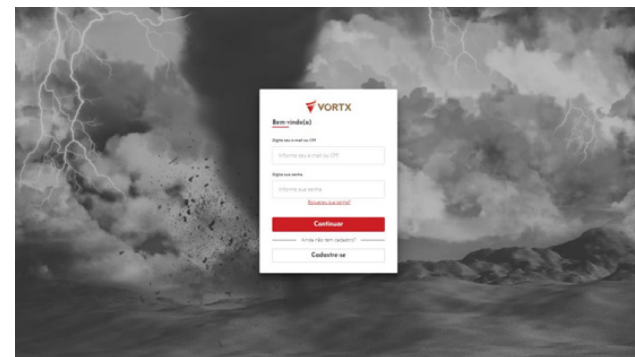 VORTX
Bem-vindo(a)
Digite seu e-mail ou CPF
Informe seu e-mail ou CPF
Digite sua senha
Informe sua senha
Esqueceu sua senha?
Continuar
Ainda não tem cadastro?
Cadastre-se